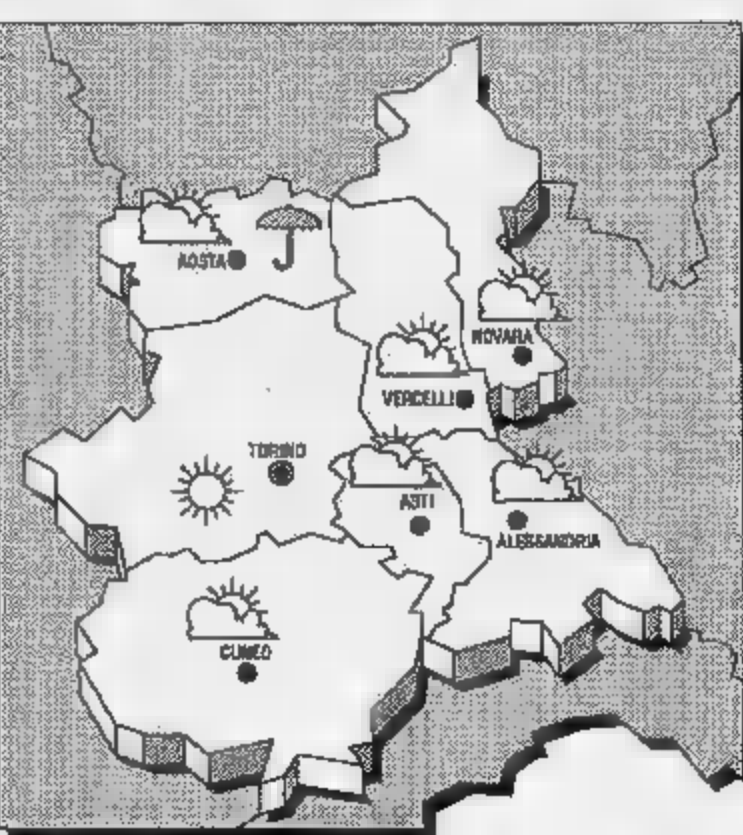 AOSTA
NOVARA
VERCELLI
TORINO
ASTI
ALESSANDRIA
CUNEO